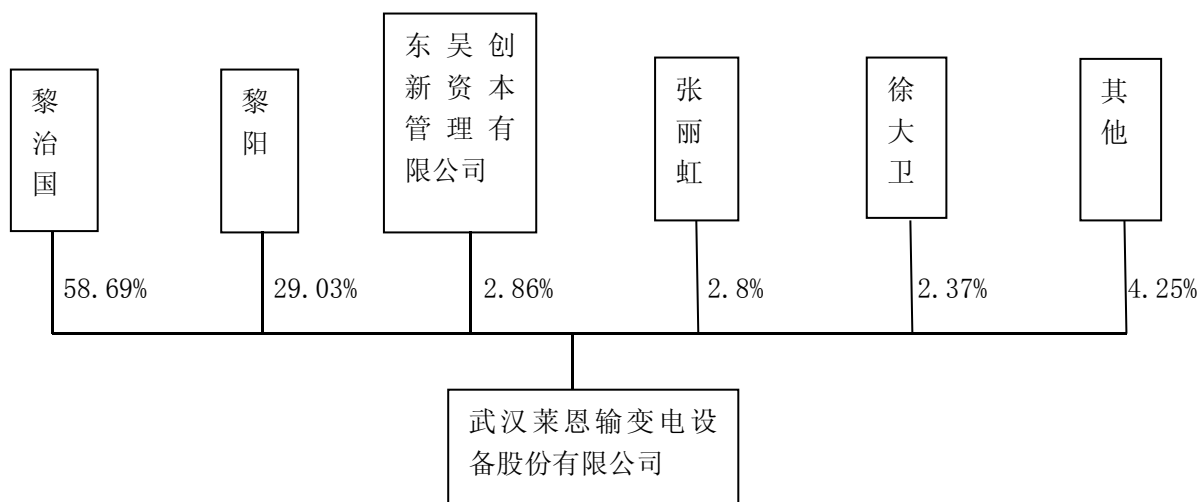 黎
治
国
黎
阳
东吴创
新资本
管理有
限公司
张
丽
虹
徐
大
卫
其
他
58.69%
29.03%
2.86%
2.8%
2.37%
4.25%
武汉莱恩输变电设
备股份有限公司